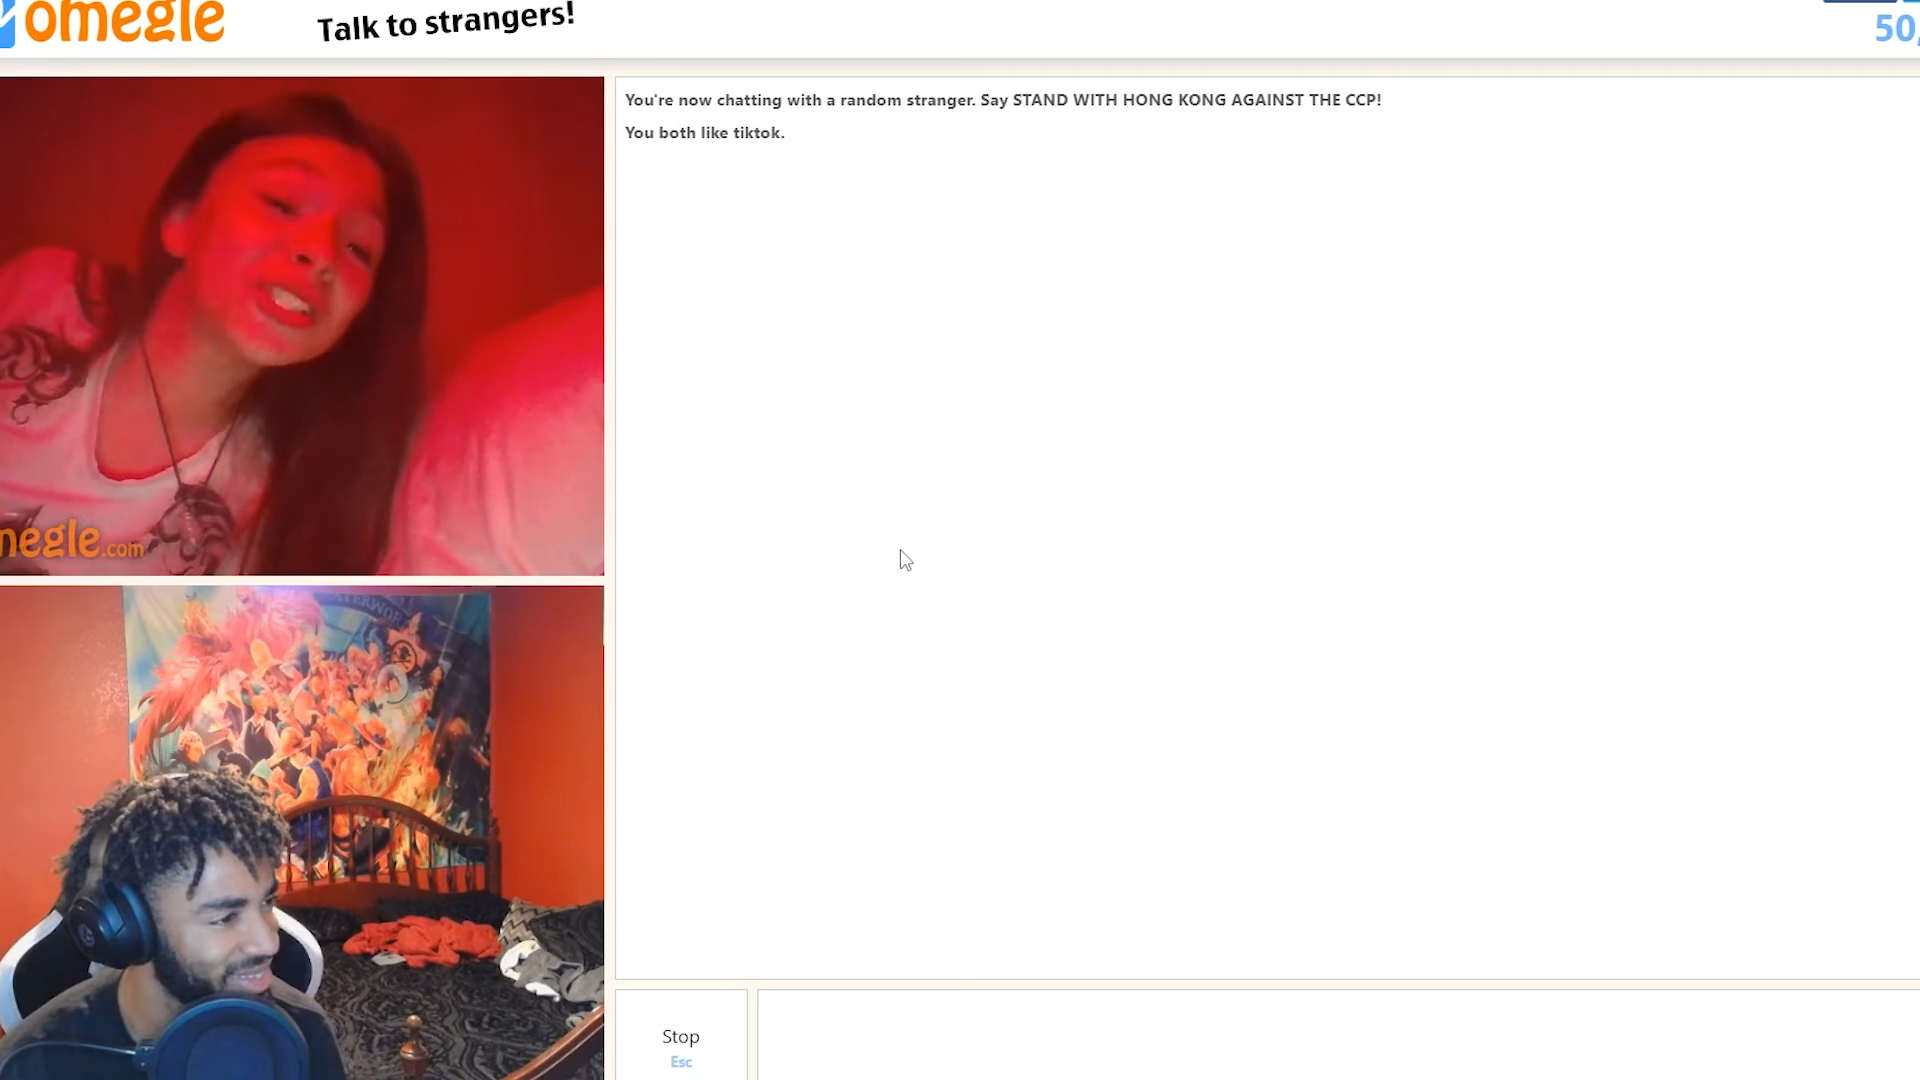 omegle
Talk to strangers!
50,
You're now chatting with a random stranger. Say STAND WITH HONG KONG AGAINST THE CCP!
You both like tiktok.
megle.com
Stop
Esc